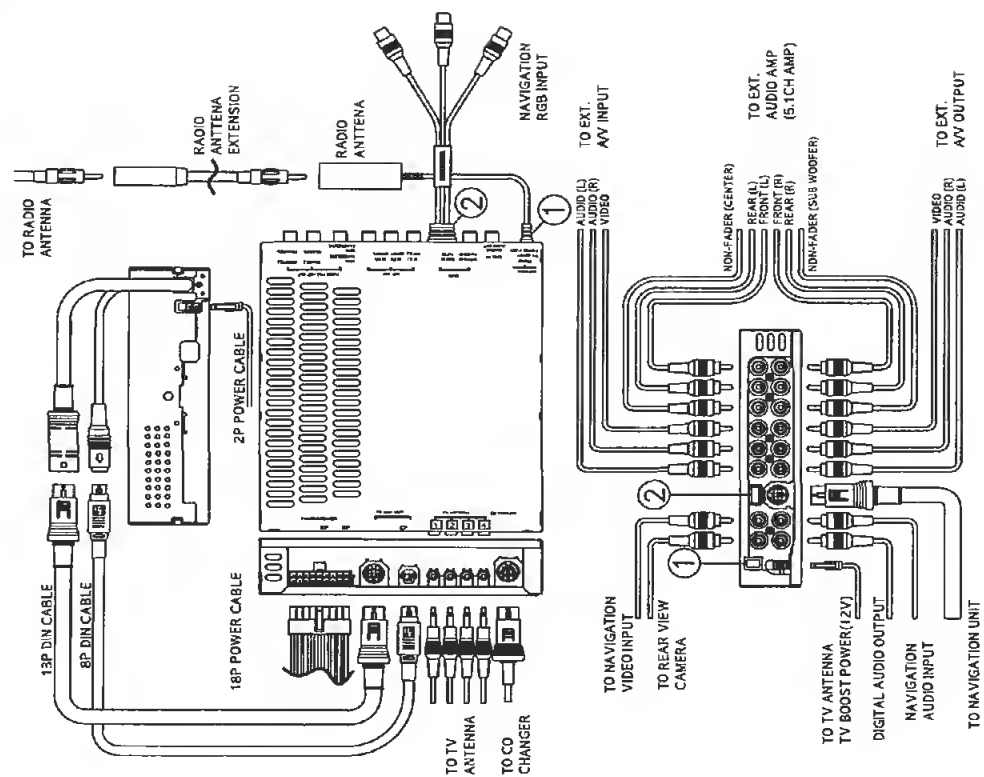 TO RADIO
ANTENNA
RADIO
ANTTENA
EXTENSION
RADIO
ANTTENA
NAVIGATION
RGB INPUT
2
1
13P DIN CABLE
8P DIN CABLE
2P POWER CABLE
18P POWER CABLE
TO TV
ANTENNA
TO CD
CHANGER
AUDIO (L)
AUDIO (R)
VIDEO
TO EXT.
A/V INPUT
NON-FADER (CENTER)
REAR (L)
FRONT (L)
FRONT (R)
REAR (R)
NON-FADER (SUB WOOFER)
TO EXT.
AUDIO AMP
(5.1CH AMP)
VIDEO
AUDIO (R)
AUDIO (L)
TO EXT.
A/V OUTPUT
2
1
TO NAVIGATION
VIDEO INPUT
TO REAR VIEW
CAMERA
TO TV ANTENNA
TV BOOST POWER(12V)
DIGITAL AUDIO OUTPUT
NAVIGATION
AUDIO INPUT
TO NAVIGATION UNIT